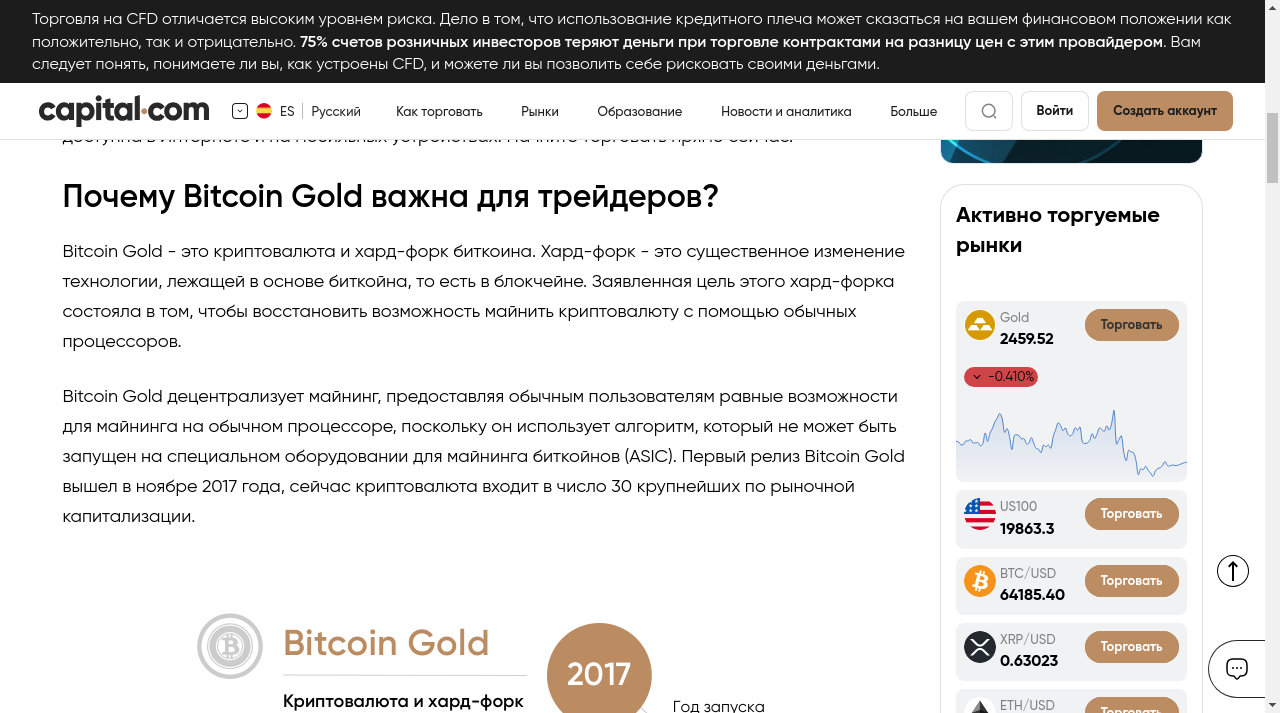 Торговля на CFD отличается высоким уровнем риска. Дело в том, что использование кредитного плеча может сказаться на вашем финансовом положении как
положительно, так и отрицательно. 75% счетов розничных инвесторов теряют деньги при торговле контрактами на разницу цен с этим провайдером. Вам
следует понять, понимаете ли вы, как устроены CFD, и можете ли вы позволить себе рисковать своими деньгами.
capital.com
ES
Русский
Как торговать
Рынки
Образование
Новости и аналитика
Больше
Войти
Создать аккаунт
доступна в Интернете и на мобильных устройствах. Начните торговать прямо сейчас.
Почему Bitcoin Gold важна для трейдеров?
Bitcoin Gold - это криптовалюта и хард-форк биткоина. Хард-форк - это существенное изменение
технологии, лежащей в основе биткойна, то есть в блокчейне. Заявленная цель этого хард-форка
состояла в том, чтобы восстановить возможность майнить криптовалюту с помощью обычных
процессоров.
Bitcoin Gold децентрализует майнинг, предоставляя обычным пользователям равные возможности
для майнинга на обычном процессоре, поскольку он использует алгоритм, который не может быть
запущен на специальном оборудовании для майнинга биткойнов (ASIC). Первый релиз Bitcoin Gold
вышел в ноябре 2017 года, сейчас криптовалюта входит в число 30 крупнейших по рыночной
капитализации.
Bitcoin Gold
Криптовалюта и хард-форк
2017
Год запуска
Активно торгуемые
рынки
Gold
2459.52
Торговать
-0.410%
US100
19863.3
Торговать
BTC/USD
64185.40
Торговать
XRP/USD
0.63023
Торговать
ETH/USD
Торговать